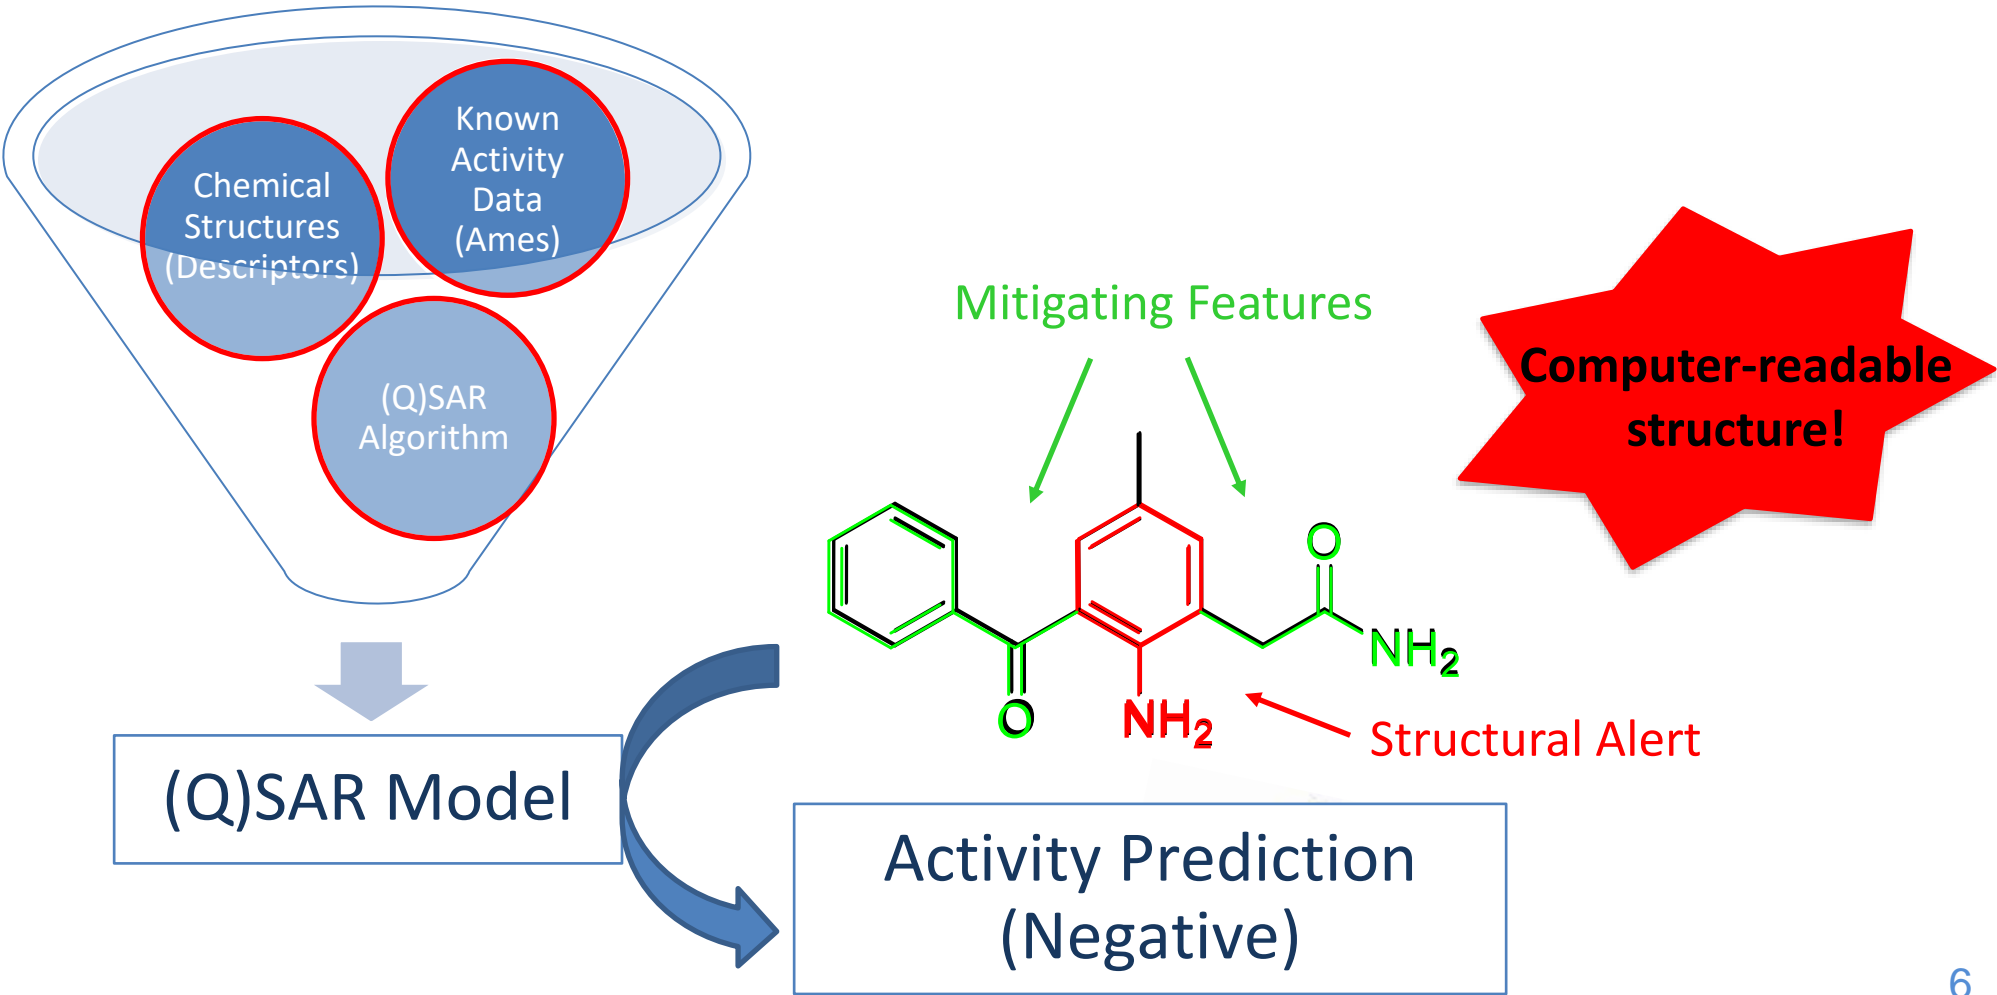 Known
Activity
Data
(Ames)
Chemical
Structures
(Descriptors)
(Q)SAR
Algorithm
(Q)SAR Model
Mitigating Features
Computer-readable
structure!
O
NH2
O
NH2
Structural Alert
Activity Prediction
(Negative)
6